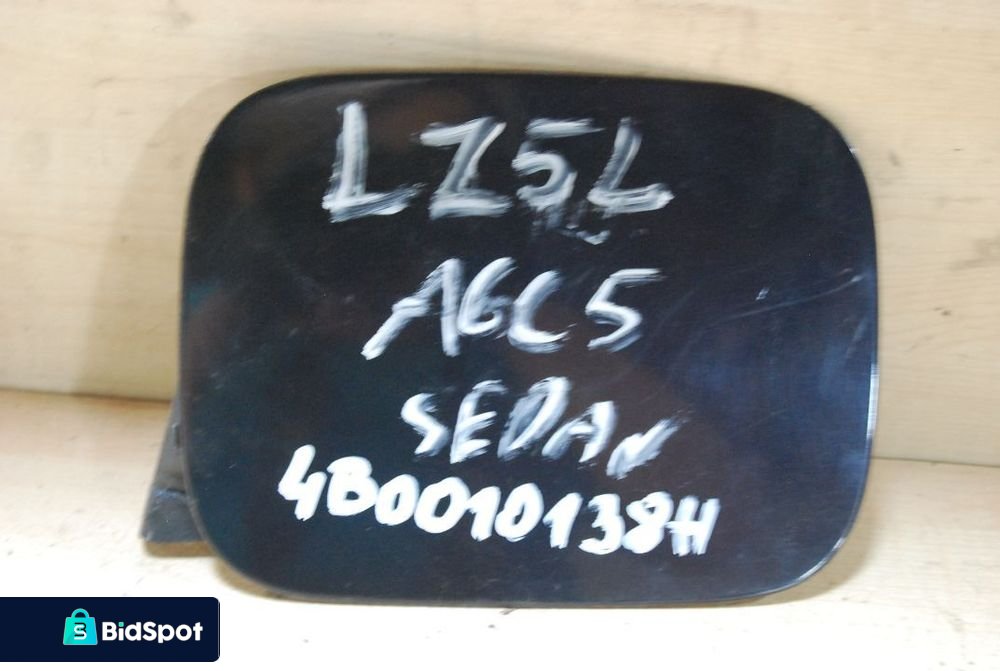 LZ5L
A6C5
SEDAN
4B0010138H
BidSpot